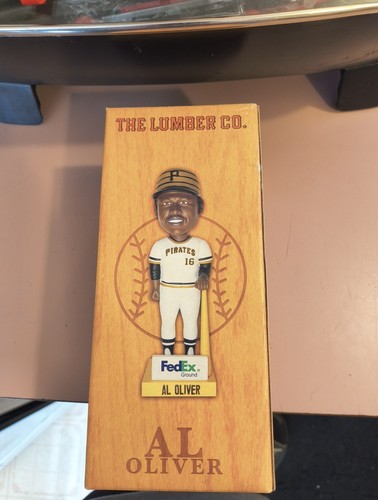 THE LUMBER CO.
P
PIRATES
16
FedEx
Ground
AL OLIVER
AL
OLIVER